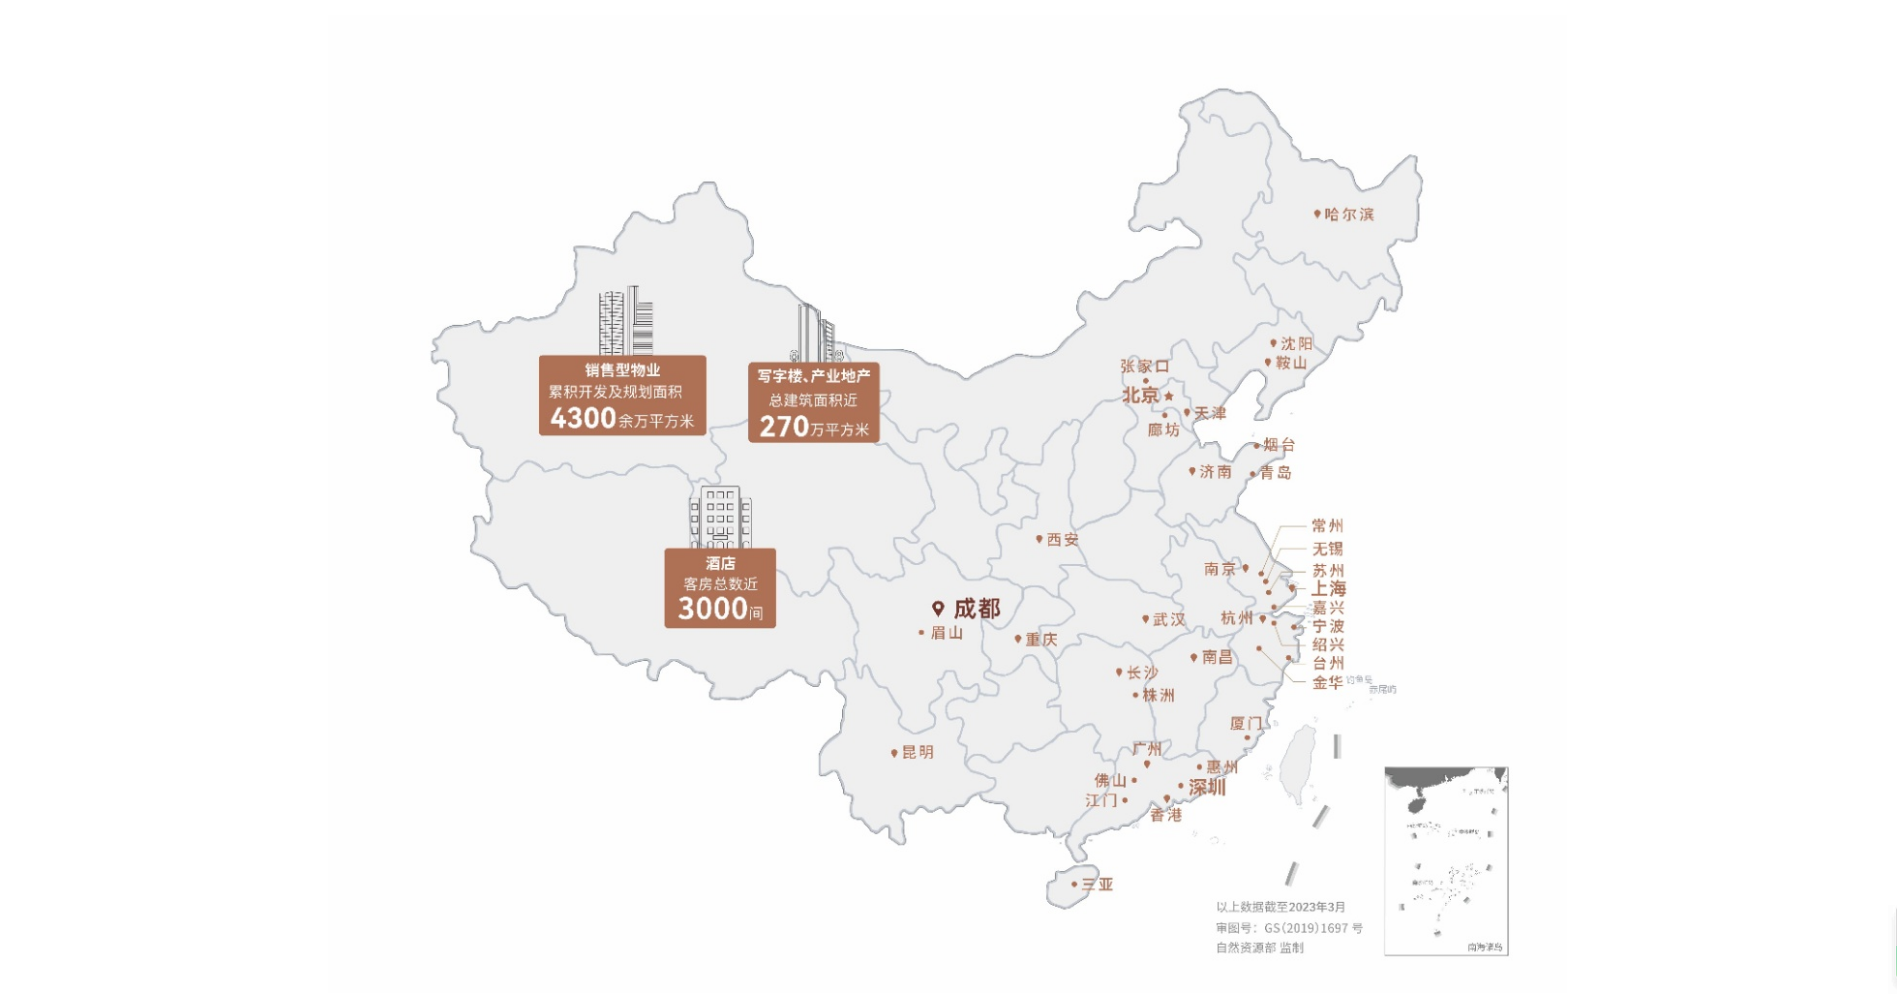 哈尔滨
沈阳
鞍山
张家口
北京
天津
廊坊
烟台
济南
青岛
销售型物业
累积开发及规划面积
4300余万平方米
写字楼、产业地产
总建筑面积近
270万平方米
酒店
客房总数近
3000间
西安
常州
无锡
南京
苏州
上海
嘉兴
杭州
宁波
绍兴
台州
金华
钓鱼岛
赤尾屿
成都
眉山
重庆
武汉
南昌
长沙
株洲
厦门
昆明
广州
惠州
佛山
深圳
江门
香港
三亚
以上数据截至2023年3月
审图号：GS(2019)1697号
自然资源部 监制
南海诸岛